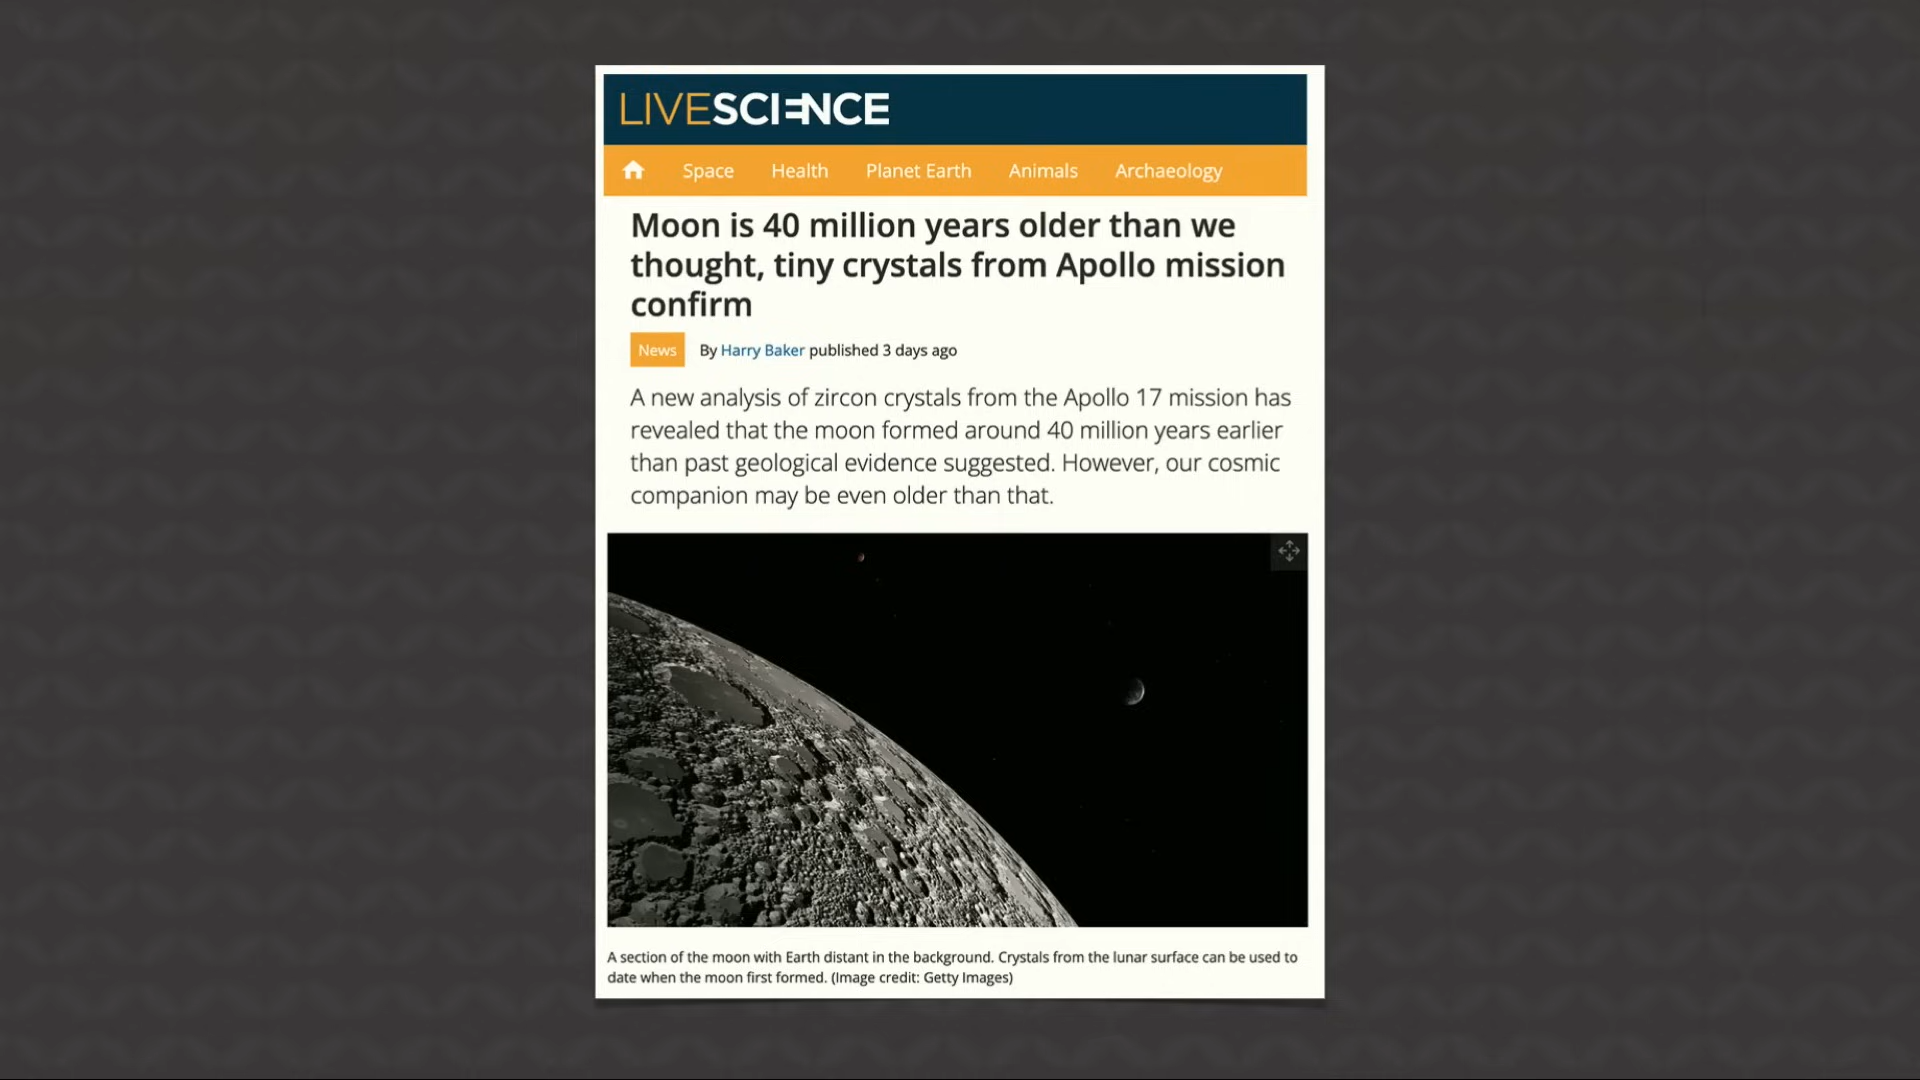 LIVESCIENCE
Space Health Planet Earth Animals Archaeology
Moon is 40 million years older than we
thought, tiny crystals from Apollo mission
confirm
News By Harry Baker published 3 days ago
A new analysis of zircon crystals from the Apollo 17 mission has
revealed that the moon formed around 40 million years earlier
than past geological evidence suggested. However, our cosmic
companion may be even older than that.
A section of the moon with Earth distant in the background. Crystals from the lunar surface can be used to
date when the moon first formed. (Image credit: Getty Images)